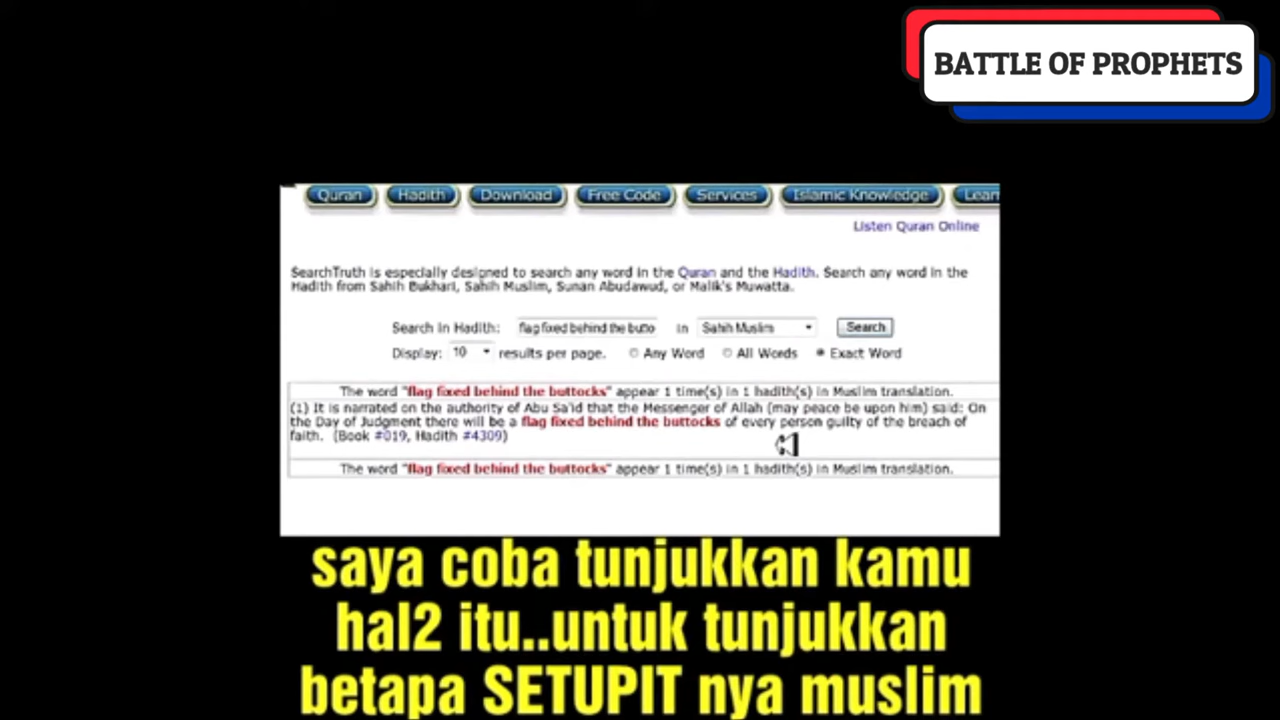 BATTLE OF PROPHETS
Quran Hadith Download Free Code Services Islamic Knowledge Learn
Listen Quran Online
SearchTruth is especially designed to search any word in the Quran and the Hadith. Search any word in the
Hadith from Sahih Bukhari, Sahih Muslim, Sunan Abudawud, or Malik's Muwatta.
Search in Hadith: flag fixed behind the butto in Sahih Muslim Search
Display: 10 results per page. Any Word All Words Exact Word
The word "flag fixed behind the buttocks" appear 1 time(s) in 1 hadith(s) in Muslim translation.
(1) It is narrated on the authority of Abu Sa'id that the Messenger of Allah (may peace be upon him) said: On
the Day of Judgment there will be a flag fixed behind the buttocks of every person guilty of the breach of
faith. (Book #019, Hadith #4309)
The word "flag fixed behind the buttocks" appear 1 time(s) in 1 hadith(s) in Muslim translation.
saya coba tunjukkan kamu
hal2 itu..untuk tunjukkan
betapa SETUPIT nya muslim